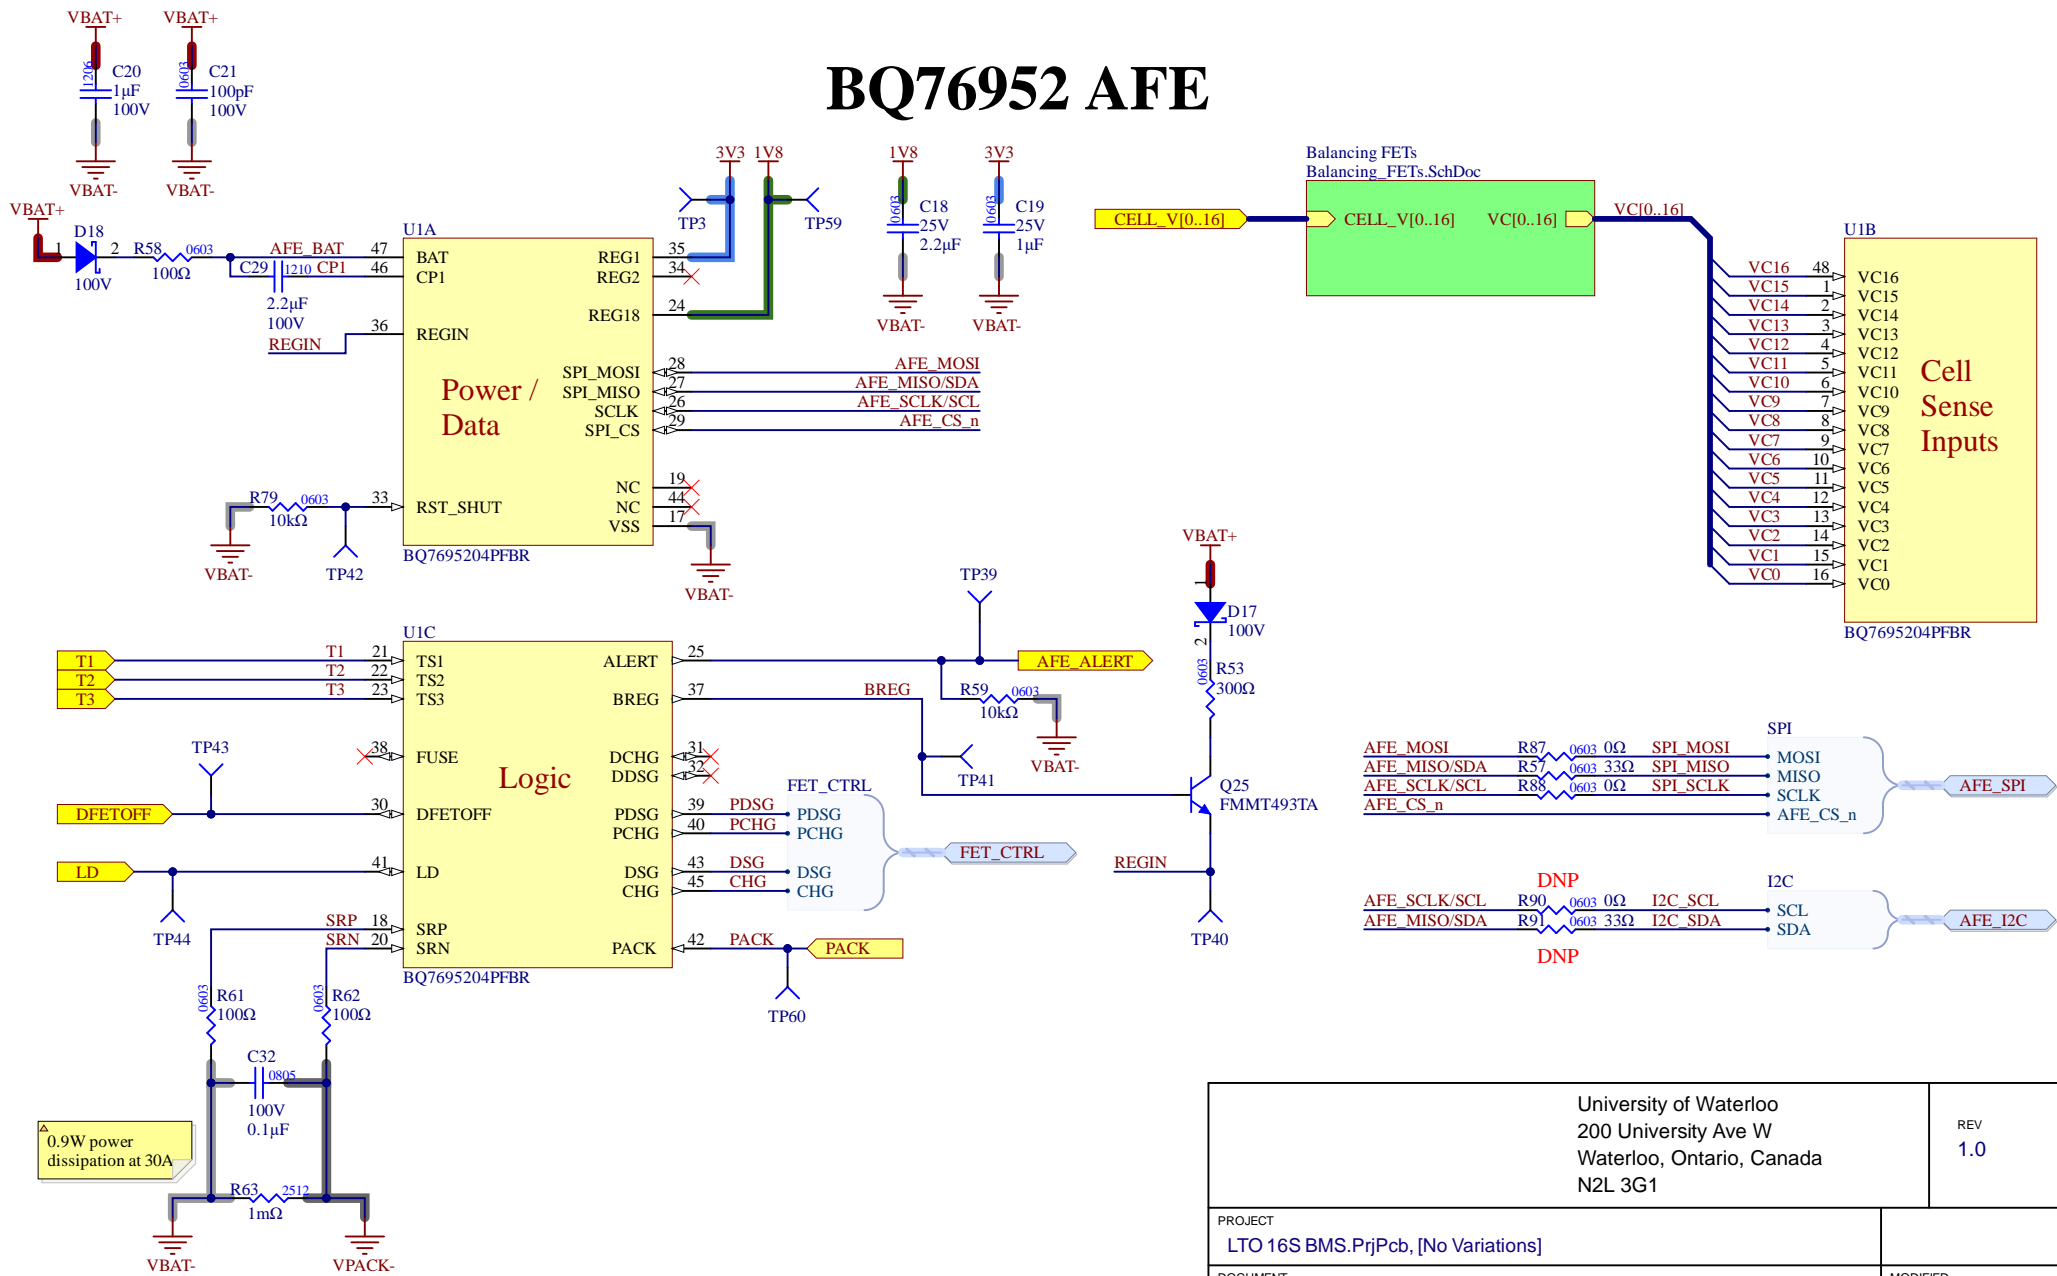 BQ76952 AFE
VBAT+
1206
C20
1µF
100V
VBAT-
VBAT+
0603
C21
100pF
100V
VBAT-
VBAT+
1
D18
2
100V
R58
0603
100Ω
AFE_BAT
C29
1210
CP1
2.2µF
100V
REGIN
U1A
47
BAT
46
CP1
36
REGIN
Power /
Data
33
RST_SHUT
REG1
35
REG2
34
REG18
24
SPI_MOSI
28
AFE_MOSI
SPI_MISO
27
AFE_MISO/SDA
SCLK
26
AFE_SCLK/SCL
SPI_CS
29
AFE_CS_n
NC
19
NC
44
VSS
17
BQ7695204PFBR
VBAT-
R79
0603
10kΩ
VBAT-
TP42
3V3
1V8
TP3
TP59
1V8
0603
C18
25V
2.2µF
VBAT-
3V3
0603
C19
25V
1µF
VBAT-
CELL_V[0..16]
Balancing FETs
Balancing_FETs.SchDoc
CELL_V[0..16]
VC[0..16]
VC[0..16]
U1B
VC16
48
VC16
VC15
1
VC15
VC14
2
VC14
VC13
3
VC13
VC12
4
VC12
VC11
5
VC11
VC10
6
VC10
VC9
7
VC9
VC8
8
VC8
VC7
9
VC7
VC6
10
VC6
VC5
11
VC5
VC4
12
VC4
VC3
13
VC3
VC2
14
VC2
VC1
15
VC1
VC0
16
VC0
Cell
Sense
Inputs
BQ7695204PFBR
U1C
T1
T1
21
TS1
T2
T2
22
TS2
T3
T3
23
TS3
38
FUSE
TP43
DFETOFF
30
DFETOFF
LD
41
LD
TP44
SRP
18
SRP
SRN
20
SRN
Logic
ALERT
25
TP39
AFE_ALERT
BREG
37
BREG
R59
0603
10kΩ
VBAT-
TP41
DCHG
31
DDSG
32
PDSG
39
PDSG
PCHG
40
PCHG
DSG
43
DSG
CHG
45
CHG
FET_CTRL
PDSG
PCHG
DSG
CHG
FET_CTRL
PACK
42
PACK
PACK
TP60
BQ7695204PFBR
0603
R61
100Ω
0603
R62
100Ω
C32
0805
100V
0.1µF
0.9W power
dissipation at 30A
R63
2512
1mΩ
VBAT-
VPACK-
VBAT+
1
D17
100V
2
0603
R53
300Ω
Q25
FMMT493TA
REGIN
TP40
SPI
AFE_MOSI
R87
0603
0Ω
SPI_MOSI
MOSI
AFE_MISO/SDA
R57
0603
33Ω
SPI_MISO
MISO
AFE_SCLK/SCL
R88
0603
0Ω
SPI_SCLK
SCLK
AFE_CS_n
AFE_CS_n
AFE_SPI
DNP
I2C
AFE_SCLK/SCL
R90
0603
0Ω
I2C_SCL
SCL
AFE_MISO/SDA
R91
0603
33Ω
I2C_SDA
SDA
AFE_I2C
DNP
University of Waterloo
200 University Ave W
Waterloo, Ontario, Canada
N2L 3G1
REV
1.0
PROJECT
LTO 16S BMS.PrjPcb, [No Variations]
DOCUMENT
MODIFIED